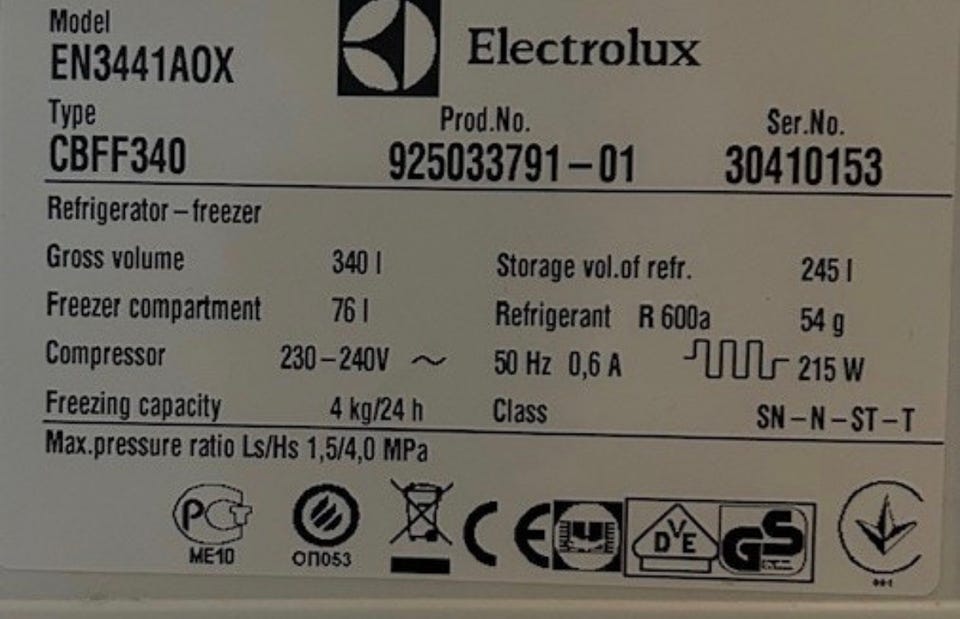 Model
EN3441AOX
Electrolux
Type
CBFF340
Prod.No.
925033791-01
Ser.No.
30410153
Refrigerator-freezer
Gross volume 340 l Storage vol.of refr. 245 l
Freezer compartment 76 l Refrigerant R 600a 54 g
Compressor 230-240V ~ 50 Hz 0,6 A 215 W
Freezing capacity 4 kg/24 h Class SN-N-ST-T
Max.pressure ratio Ls/Hs 1,5/4,0 MPa
РСТ CE DVE GS
ME10 ОП053